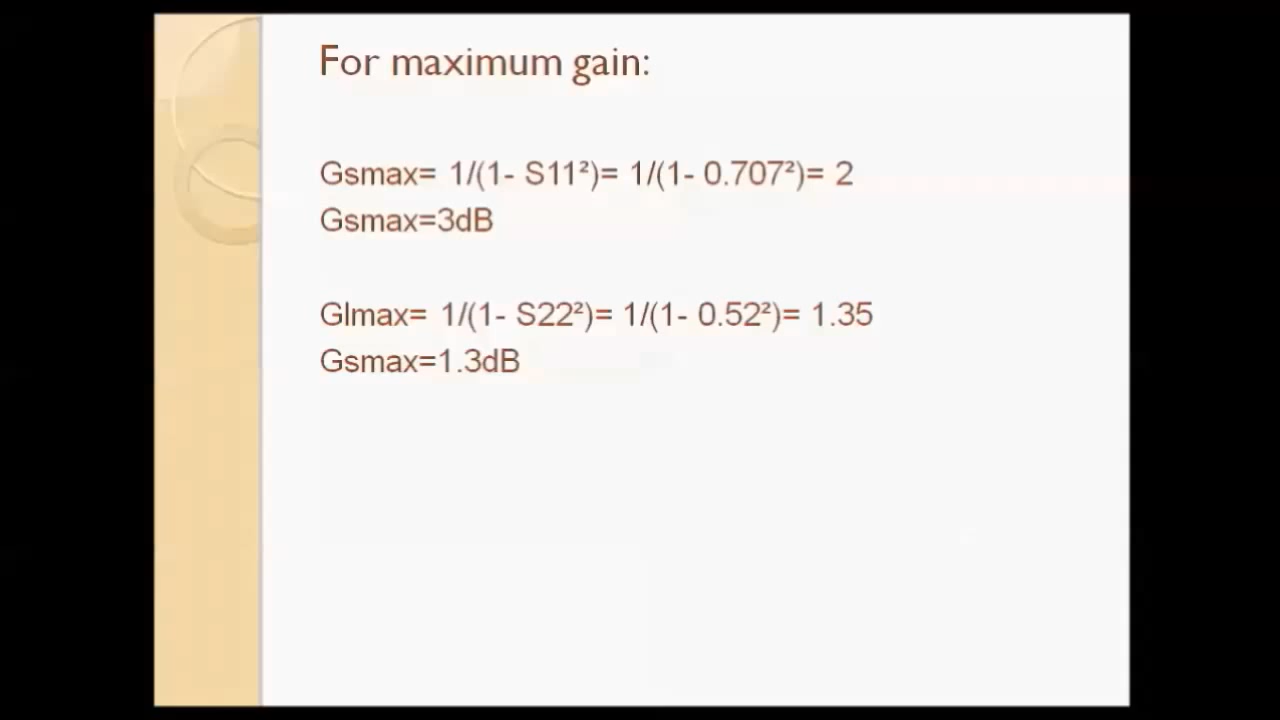 For maximum gain:
Gsmax= 1/(1- S11²)= 1/(1- 0.707²)= 2
Gsmax=3dB
Glmax= 1/(1- S22²)= 1/(1- 0.52²)= 1.35
Gsmax=1.3dB